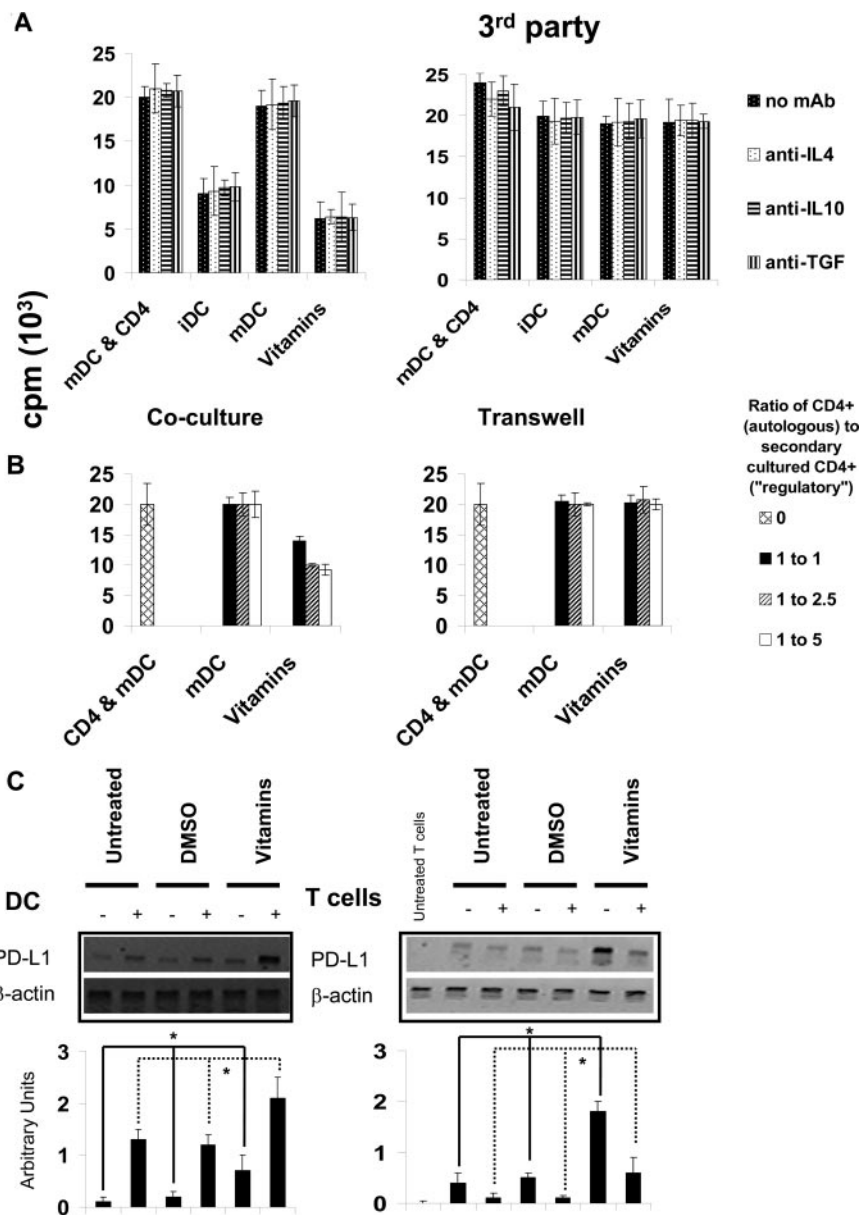 A
3rd party
25
20
15
10
5
0
mDC & CD4
iDC
mDC
Vitamins
25
20
15
10
5
0
mDC & CD4
iDC
mDC
Vitamins
no mAb
anti-IL4
anti-IL10
anti-TGF
cpm (10³)
B
Co-culture
Transwell
20
15
10
5
0
CD4 & mDC
mDC
Vitamins
20
15
10
5
0
CD4 & mDC
mDC
Vitamins
Ratio of CD4+
(autologous) to
secondary
cultured CD4+
("regulatory")
0
1 to 1
1 to 2.5
1 to 5
C
Untreated
DMSO
Vitamins
DC
- + - + - +
PD-L1
β-actin
Untreated T cells
Untreated
DMSO
Vitamins
T cells
- + - + - +
PD-L1
β-actin
Arbitrary Units
3
2
1
0
*
*
3
2
1
0
*
*